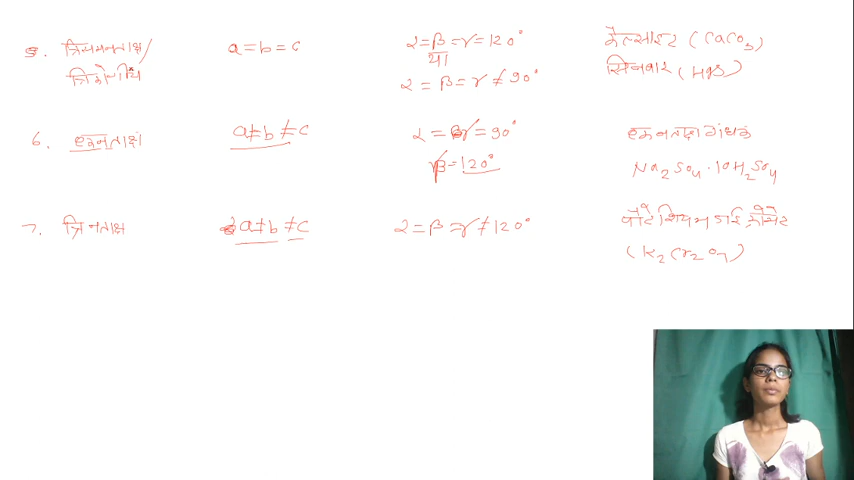 5. त्रिसमनताक्ष/ a = b = c α = β = γ = 120° केल्साइट (CaCO3)
त्रिकोणीय या सिनबार (HgS)
α = β = γ ≠ 90°
6. एकनताक्ष a ≠ b ≠ c α = γ = 90° एकनताक्ष गंधक
β = 120° Na2SO4 · 10H2SO4
7. त्रिनताक्ष a ≠ b ≠ c α = β = γ ≠ 120° पोटेशियम डाई क्रोमेट
(K2Cr2O7)